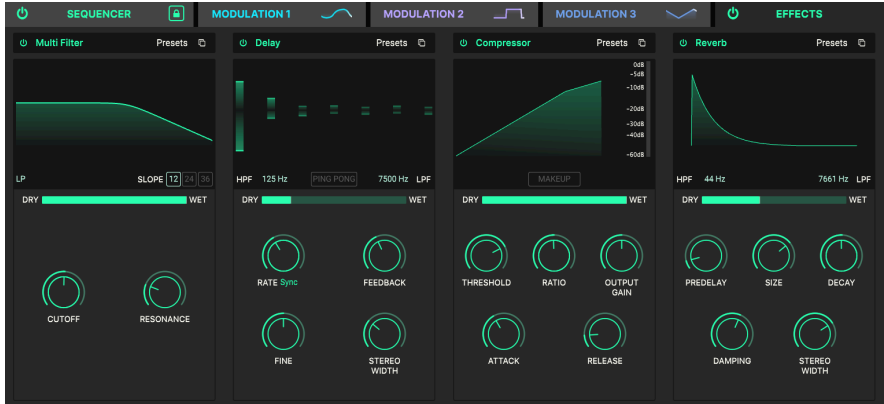 SEQUENCER MODULATION 1 MODULATION 2 MODULATION 3 EFFECTS
Multi Filter Presets
LP SLOPE 12 24 36
DRY WET
CUTOFF RESONANCE
Delay Presets
HPF 125 Hz PING PONG 7500 Hz LPF
DRY WET
RATE Sync FEEDBACK
FINE STEREO
WIDTH
Compressor Presets
0dB
-5dB
-10dB
-20dB
-30dB
-40dB
-60dB
MAKEUP
DRY WET
THRESHOLD RATIO OUTPUT
GAIN
ATTACK RELEASE
Reverb Presets
HPF 44 Hz 7661 Hz LPF
DRY WET
PREDELAY SIZE DECAY
DAMPING STEREO
WIDTH